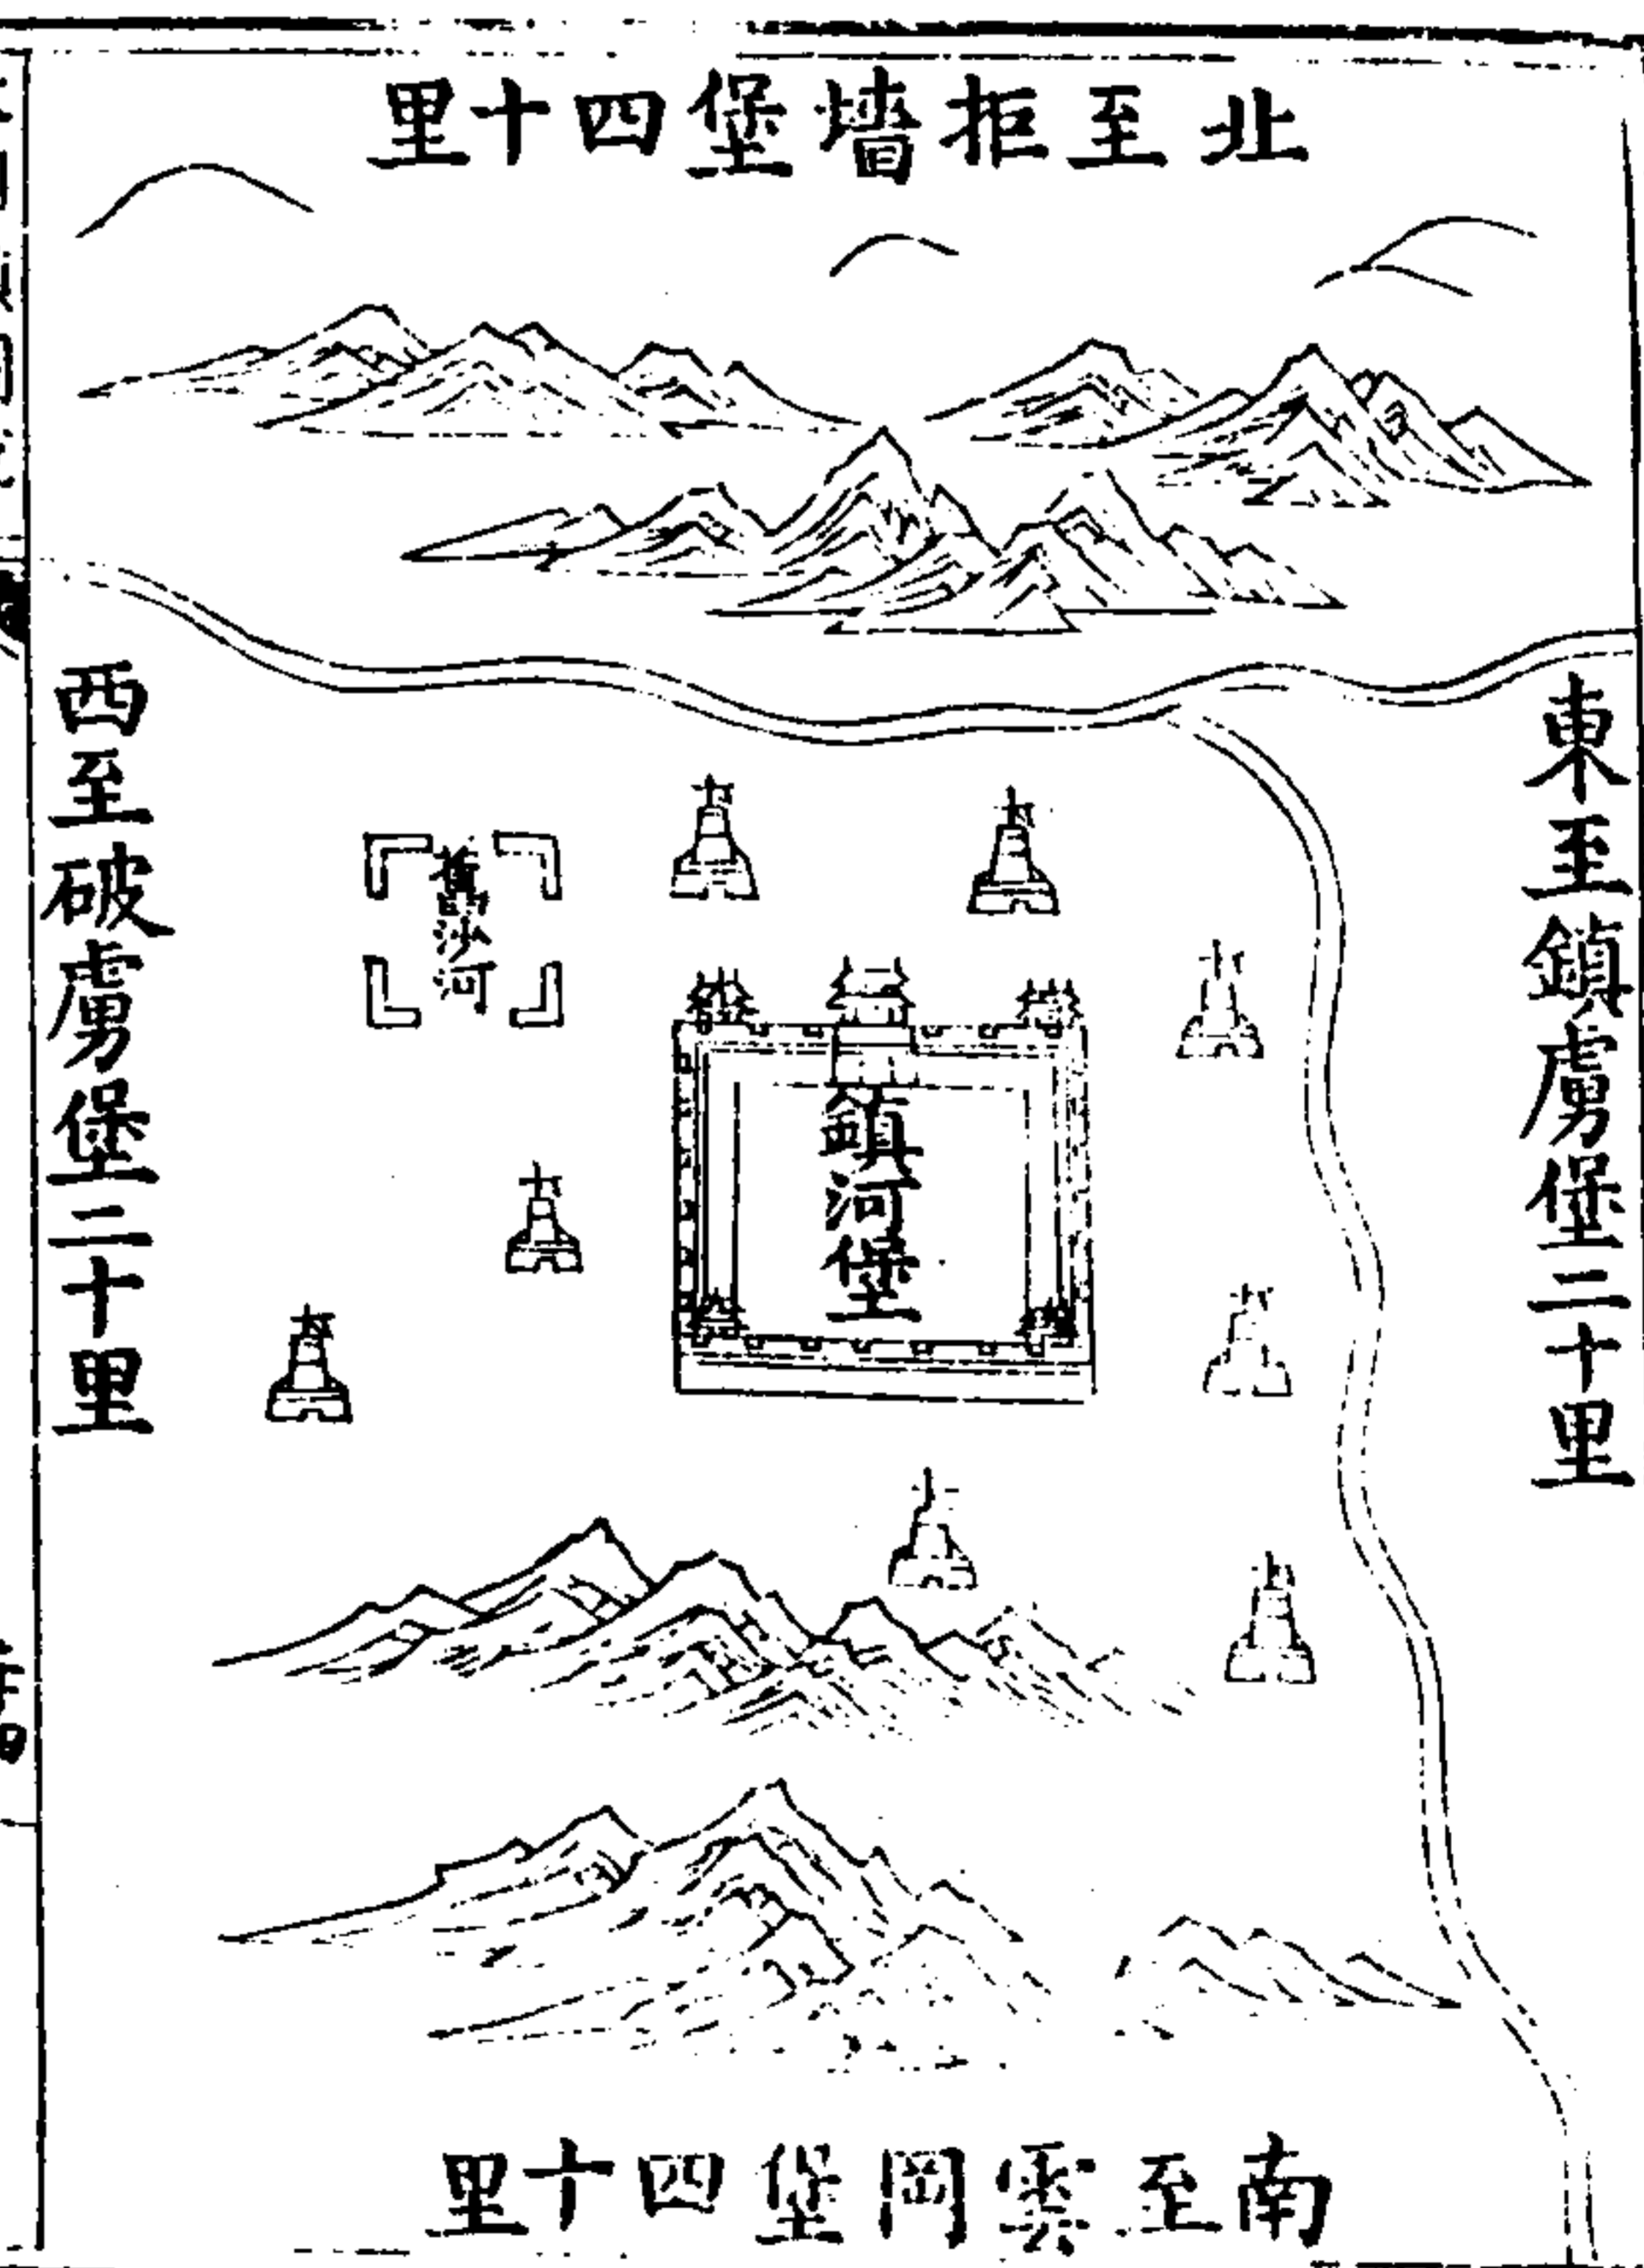 北至拒墻堡四十里
東至鎮虜堡二十里
舊沙河
鎮河堡
西至破虜堡二十里
南至雲岡堡四十里